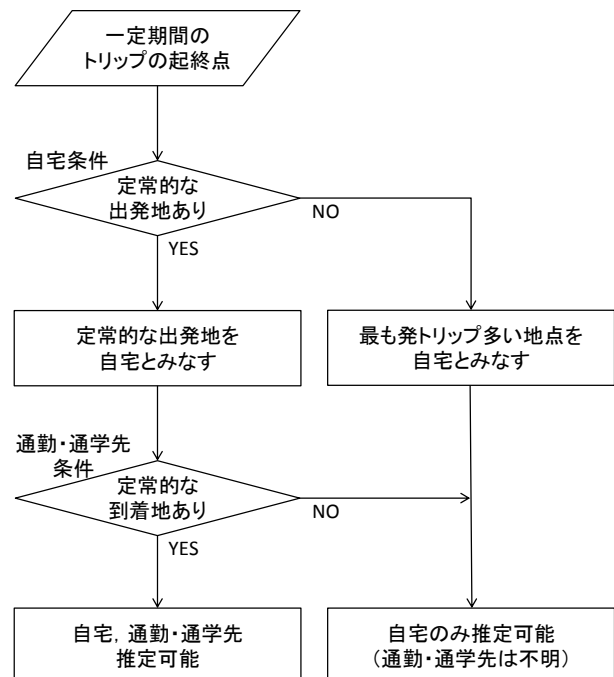 一定期間の
トリップの起終点
自宅条件
定常的な
出発地あり
NO
YES
定常的な出発地を
自宅とみなす
最も発トリップ多い地点を
自宅とみなす
通勤・通学先
条件
定常的な
到着地あり
NO
YES
自宅，通勤・通学先
推定可能
自宅のみ推定可能
（通勤・通学先は不明）